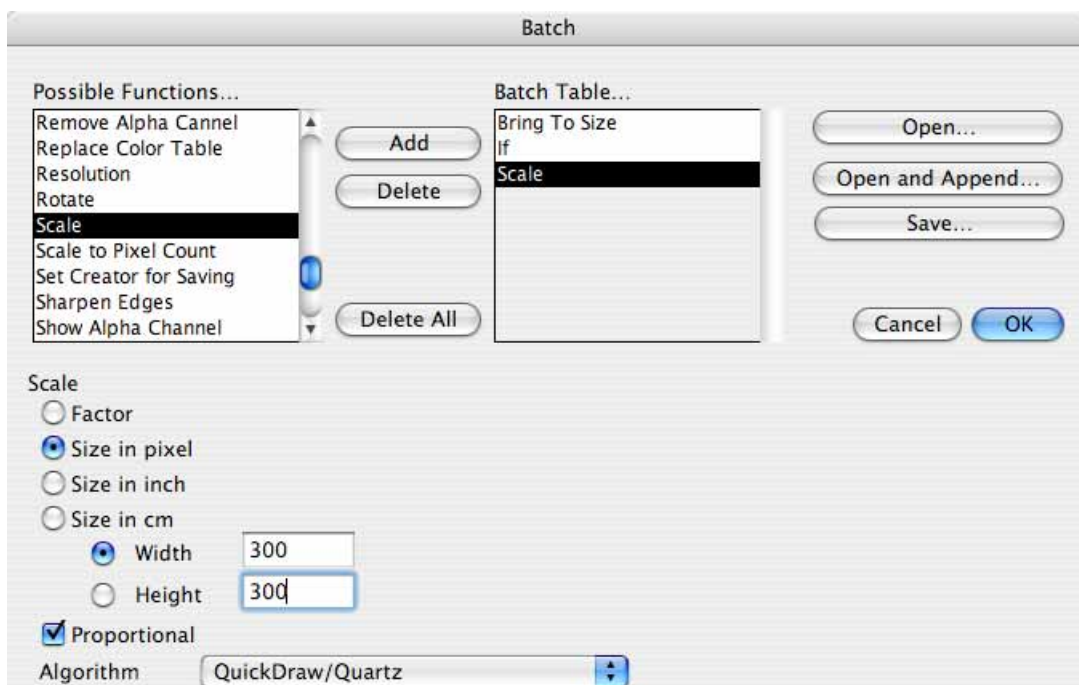 Batch
Possible Functions...
Remove Alpha Cannel
Replace Color Table
Resolution
Rotate
Scale
Scale to Pixel Count
Set Creator for Saving
Sharpen Edges
Show Alpha Channel
Add
Delete
Delete All
Batch Table...
Bring To Size
If
Scale
Open...
Open and Append...
Save...
Cancel
OK
Scale
Factor
Size in pixel
Size in inch
Size in cm
Width 300
Height 300
Proportional
Algorithm QuickDraw/Quartz